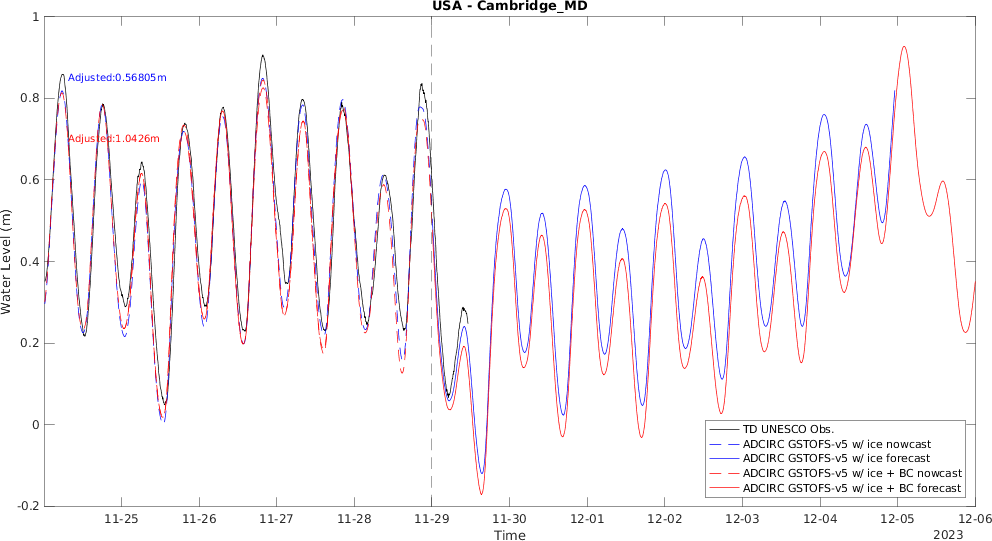 USA - Cambridge_MD
1
0.8
0.6
0.4
0.2
0
-0.2
Water Level (m)
Adjusted:0.56805m
Adjusted:1.0426m
TD UNESCO Obs.
ADCIRC GSTOFS-v5 w/ ice nowcast
ADCIRC GSTOFS-v5 w/ ice forecast
ADCIRC GSTOFS-v5 w/ ice + BC nowcast
ADCIRC GSTOFS-v5 w/ ice + BC forecast
11-25 11-26 11-27 11-28 11-29 11-30 12-01 12-02 12-03 12-04 12-05 12-06
Time
2023